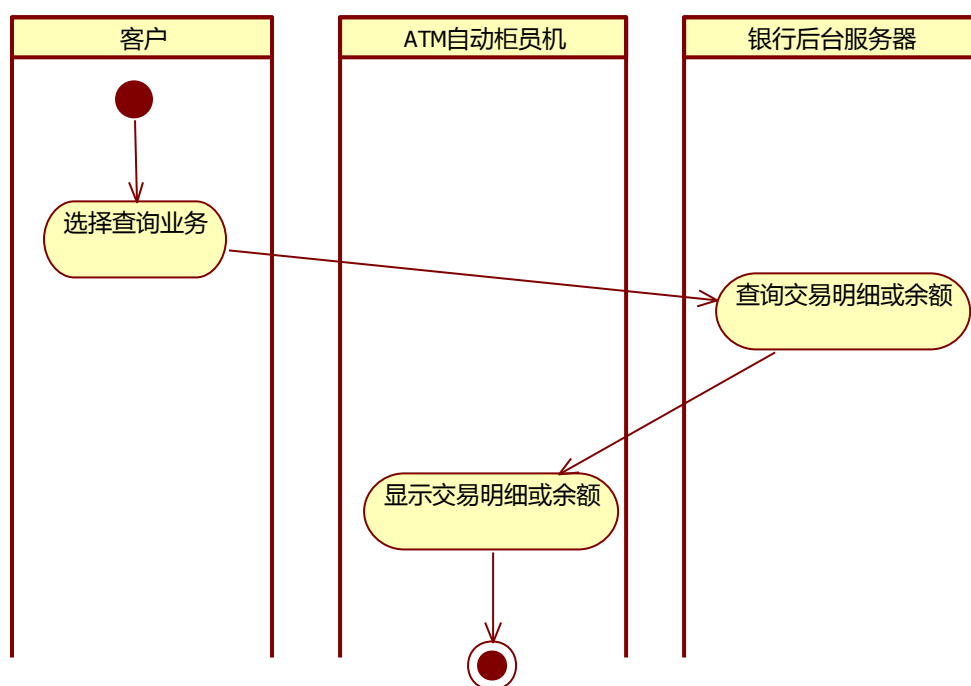 客户
ATM自动柜员机
银行后台服务器
选择查询业务
查询交易明细或余额
显示交易明细或余额